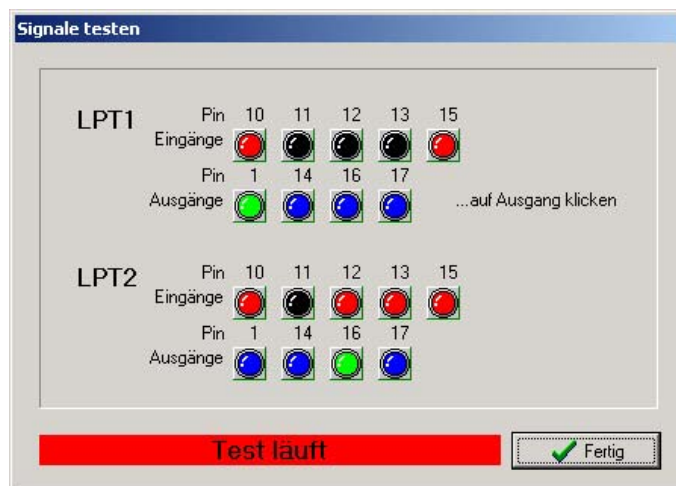 Signale testen
LPT1
Pin 10 11 12 13 15
Eingänge
Pin 1 14 16 17
Ausgänge
...auf Ausgang klicken
LPT2
Pin 10 11 12 13 15
Eingänge
Pin 1 14 16 17
Ausgänge
Test läuft
Fertig